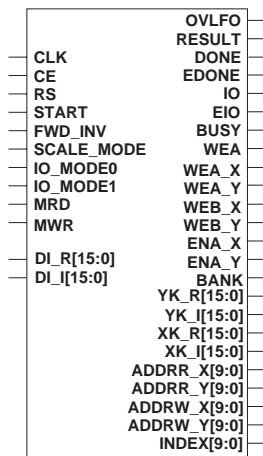 OVLFO
RESULT
CLK DONE
CE EDONE
RS IO
START EIO
FWD_INV BUSY
SCALE_MODE WEA
IO_MODE0 WEA_X
IO_MODE1 WEA_Y
MRD WEB_X
MWR WEB_Y
ENA_X
DI_R[15:0] ENA_Y
DI_I[15:0] BANK
YK_R[15:0]
YK_I[15:0]
XK_R[15:0]
XK_I[15:0]
ADDRR_X[9:0]
ADDRR_Y[9:0]
ADDRW_X[9:0]
ADDRW_Y[9:0]
INDEX[9:0]